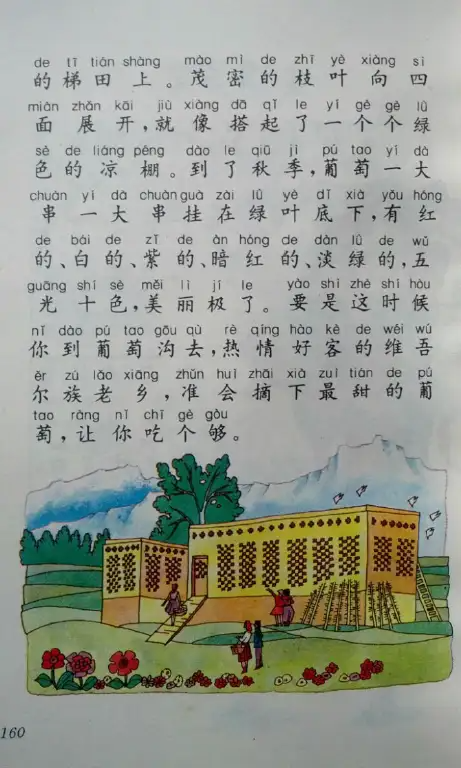 de tī tián shàng mào mì de zhī yè xiàng sì
的梯田上。茂密的枝叶向四
miàn zhǎn kāi jiù xiàng dā qǐ le yí gè gè lǜ
面展开,就像搭起了一个个绿
sè de liáng péng dào le qiū jì pú tao yí dà
色的凉棚。到了秋季,葡萄一大
chuàn yí dà chuàn guà zài lǜ yè dǐ xià yǒu hóng
串一大串挂在绿叶底下,有红
de bái de zǐ de àn hóng de dàn lǜ de wǔ
的、白的、紫的、暗红的、淡绿的,五
guāng shí sè měi lì jí le yào shì zhè shí hòu
光十色,美丽极了。要是这时候
nǐ dào pú tao gōu qù rè qíng hào kè de wéi wú
你到葡萄沟去,热情好客的维吾
ěr zú lǎo xiāng zhǔn huì zhāi xià zuì tián de pú
尔族老乡,准会摘下最甜的葡
tao ràng nǐ chī gè gòu
萄,让你吃个够。
160